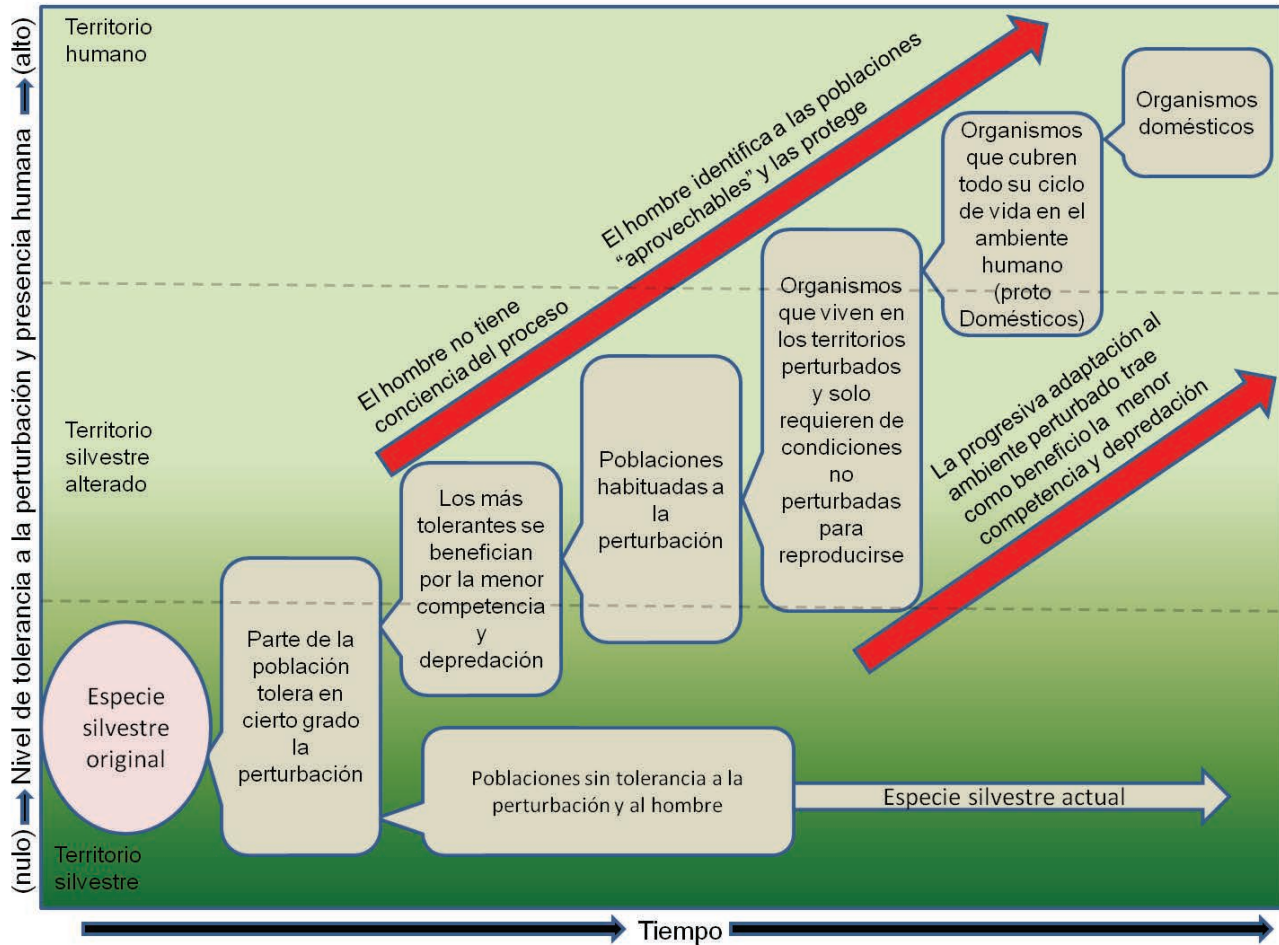 (nulo) Nivel de tolerancia a la perturbación y presencia humana (alto)
Territorio
humano
El hombre identifica a las poblaciones
“aprovechables” y las protege
El hombre no tiene
conciencia del proceso
Organismos
domésticos
Organismos
que cubren
todo su ciclo
de vida en el
ambiente
humano
(proto
Domésticos)
Territorio
silvestre
alterado
Organismos
que viven en
los territorios
perturbados
y solo
requieren de
condiciones
no
perturbadas
para
reproducirse
Poblaciones
habituadas a
la
perturbación
Los más
tolerantes se
benefician
por la menor
competencia
y
depredación
La progresiva adaptación al
ambiente perturbado trae
como beneficio la menor
competencia y depredación
Especie
silvestre
original
Parte de la
población
tolera en
cierto grado
la
perturbación
Poblaciones sin tolerancia a la
perturbación y al hombre
Especie silvestre actual
Territorio
silvestre
Tiempo